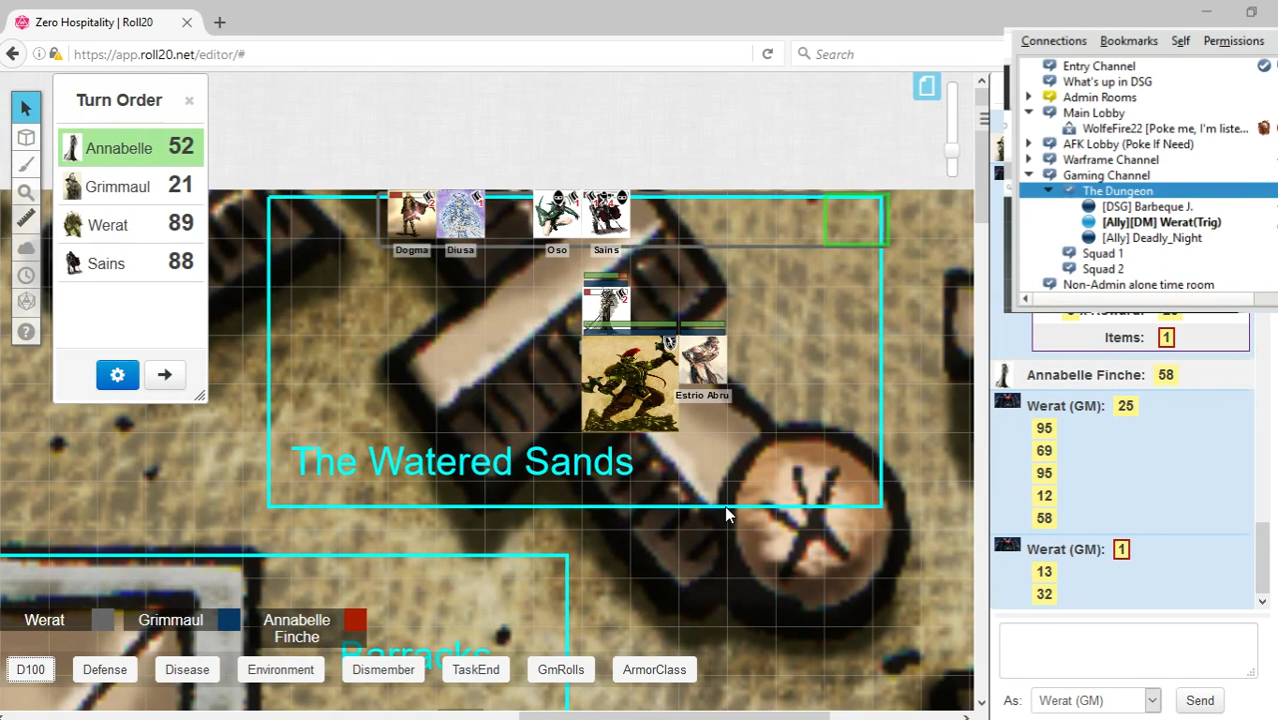 Zero Hospitality | Roll20
https://app.roll20.net/editor/#
Search
Connections Bookmarks Self Permissions
Entry Channel
What's up in DSG
Admin Rooms
Main Lobby
WolfeFire22 [Poke me, I'm liste...
AFK Lobby (Poke If Need)
Warframe Channel
Gaming Channel
The Dungeon
[DSG] Barbeque J.
[Ally][DM] Werat(Trig)
[Ally] Deadly_Night
Squad 1
Squad 2
Non-Admin alone time room
Turn Order
Annabelle 52
Grimmaul 21
Werat 89
Sains 88
Dogma Diusa Oso Sains
Estrio Abru
The Watered Sands
Barracks
Items: 1
Annabelle Finche: 58
Werat (GM): 25
95
69
95
12
58
Werat (GM): 1
13
32
Werat Grimmaul Annabelle Finche
D100 Defense Disease Environment Dismember TaskEnd GmRolls ArmorClass
As: Werat (GM) Send